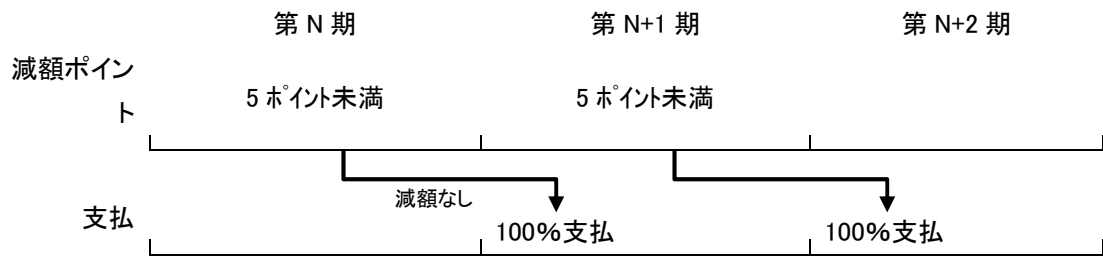 第 N 期 第 N+1 期 第 N+2 期
減額ポイン
ト
5 ﾎﾟｲﾝﾄ未満 5 ﾎﾟｲﾝﾄ未満
減額なし
支払
100%支払 100%支払